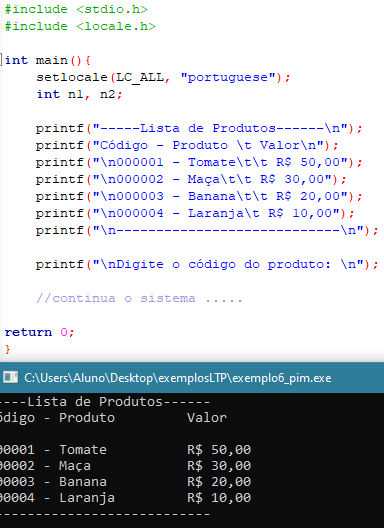 #include <stdio.h>
#include <locale.h>
int main(){
setlocale(LC_ALL, "portuguese");
int n1, n2;
printf("-----Lista de Produtos------\n");
printf("Código - Produto \t Valor\n");
printf("\n000001 - Tomate\t\t R$ 50,00");
printf("\n000002 - Maça\t\t R$ 30,00");
printf("\n000003 - Banana\t\t R$ 20,00");
printf("\n000004 - Laranja\t\t R$ 10,00");
printf("\n----------------------------\n");
printf("\nDigite o código do produto: \n");
//continua o sistema .....
return 0;
}
C:\Users\Aluno\Desktop\exemplosLTP\exemplo6_pim.exe
----Lista de Produtos------
ódigo - Produto Valor
00001 - Tomate R$ 50,00
00002 - Maça R$ 30,00
00003 - Banana R$ 20,00
00004 - Laranja R$ 10,00
---------------------------